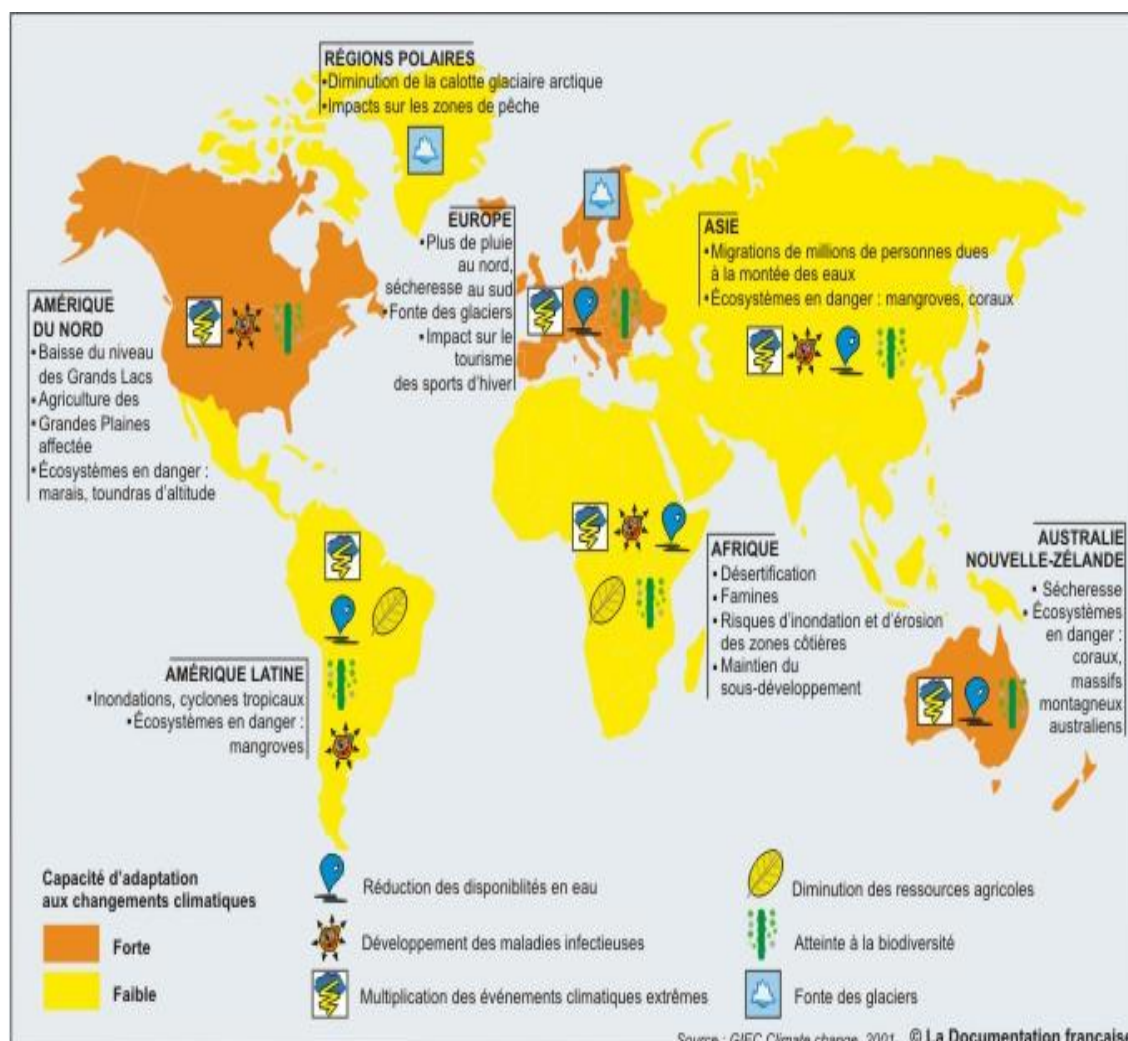 RÉGIONS POLAIRES
•Diminution de la calotte glaciaire arctique
•Impacts sur les zones de pêche
EUROPE
•Plus de pluie
au nord,
sécheresse au sud
•Fonte des glaciers
•Impact sur le
tourisme
des sports d'hiver
ASIE
•Migrations de millions de personnes dues
à la montée des eaux
•Écosystèmes en danger : mangroves, coraux
AMÉRIQUE
DU NORD
•Baisse du niveau
des Grands Lacs
•Agriculture des
•Grandes Plaines
affectée
•Écosystèmes en danger :
marais, toundras d'altitude
AFRIQUE
•Désertification
•Famines
•Risques d'inondation et d'érosion
des zones côtières
•Maintien du
sous-développement
AUSTRALIE
NOUVELLE-ZÉLANDE
•Sécheresse
•Écosystèmes
en danger :
coraux,
massifs
montagneux
australiens
AMÉRIQUE LATINE
•Inondations, cyclones tropicaux
•Écosystèmes en danger :
mangroves
Capacité d'adaptation
aux changements climatiques
Forte
Faible
Réduction des disponiblités en eau
Développement des maladies infectieuses
Multiplication des événements climatiques extrêmes
Diminution des ressources agricoles
Atteinte à la biodiversité
Fonte des glaciers
Source : GIEC Climate change, 2001. © La Documentation française